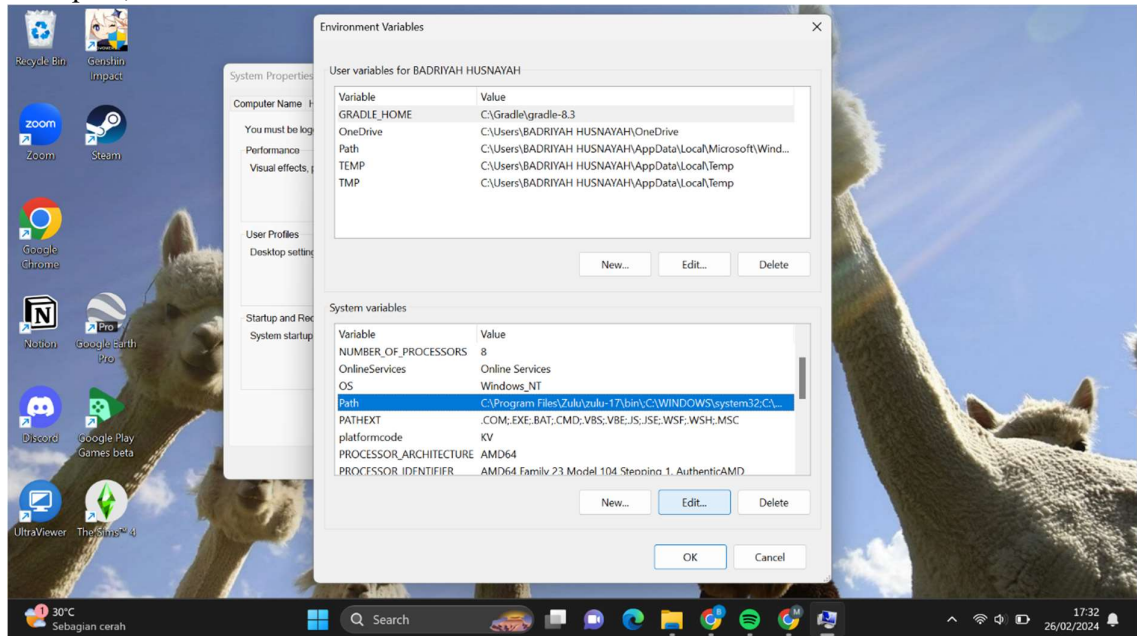 Recycle Bin
Genshin
Impact
Zoom
Steam
Google
Chrome
Notion
Google Earth
Pro
Discord
Google Play
Games beta
UltraViewer
The Sims™ 4
zoom
Pro
System Properties
Computer Name H
You must be log
Performance
Visual effects, p
User Profiles
Desktop setting
Startup and Rec
System startup
Environment Variables
User variables for BADRIYAH HUSNAYAH
Variable Value
GRADLE_HOME C:\Gradle\gradle-8.3
OneDrive C:\Users\BADRIYAH HUSNAYAH\OneDrive
Path C:\Users\BADRIYAH HUSNAYAH\AppData\Local\Microsoft\Wind...
TEMP C:\Users\BADRIYAH HUSNAYAH\AppData\Local\Temp
TMP C:\Users\BADRIYAH HUSNAYAH\AppData\Local\Temp
New... Edit... Delete
System variables
Variable Value
NUMBER_OF_PROCESSORS 8
OnlineServices Online Services
OS Windows_NT
Path C:\Program Files\Zulu\zulu-17\bin\;C:\WINDOWS\system32;C:\...
PATHEXT .COM;.EXE;.BAT;.CMD;.VBS;.VBE;.JS;.JSE;.WSF;.WSH;.MSC
platformcode KV
PROCESSOR_ARCHITECTURE AMD64
PROCESSOR_IDENTIFIER AMD64 Family 23 Model 104 Stepping 1, AuthenticAMD
New... Edit... Delete
OK Cancel
1
30°C
Sebagian cerah
Search
17:32
26/02/2024